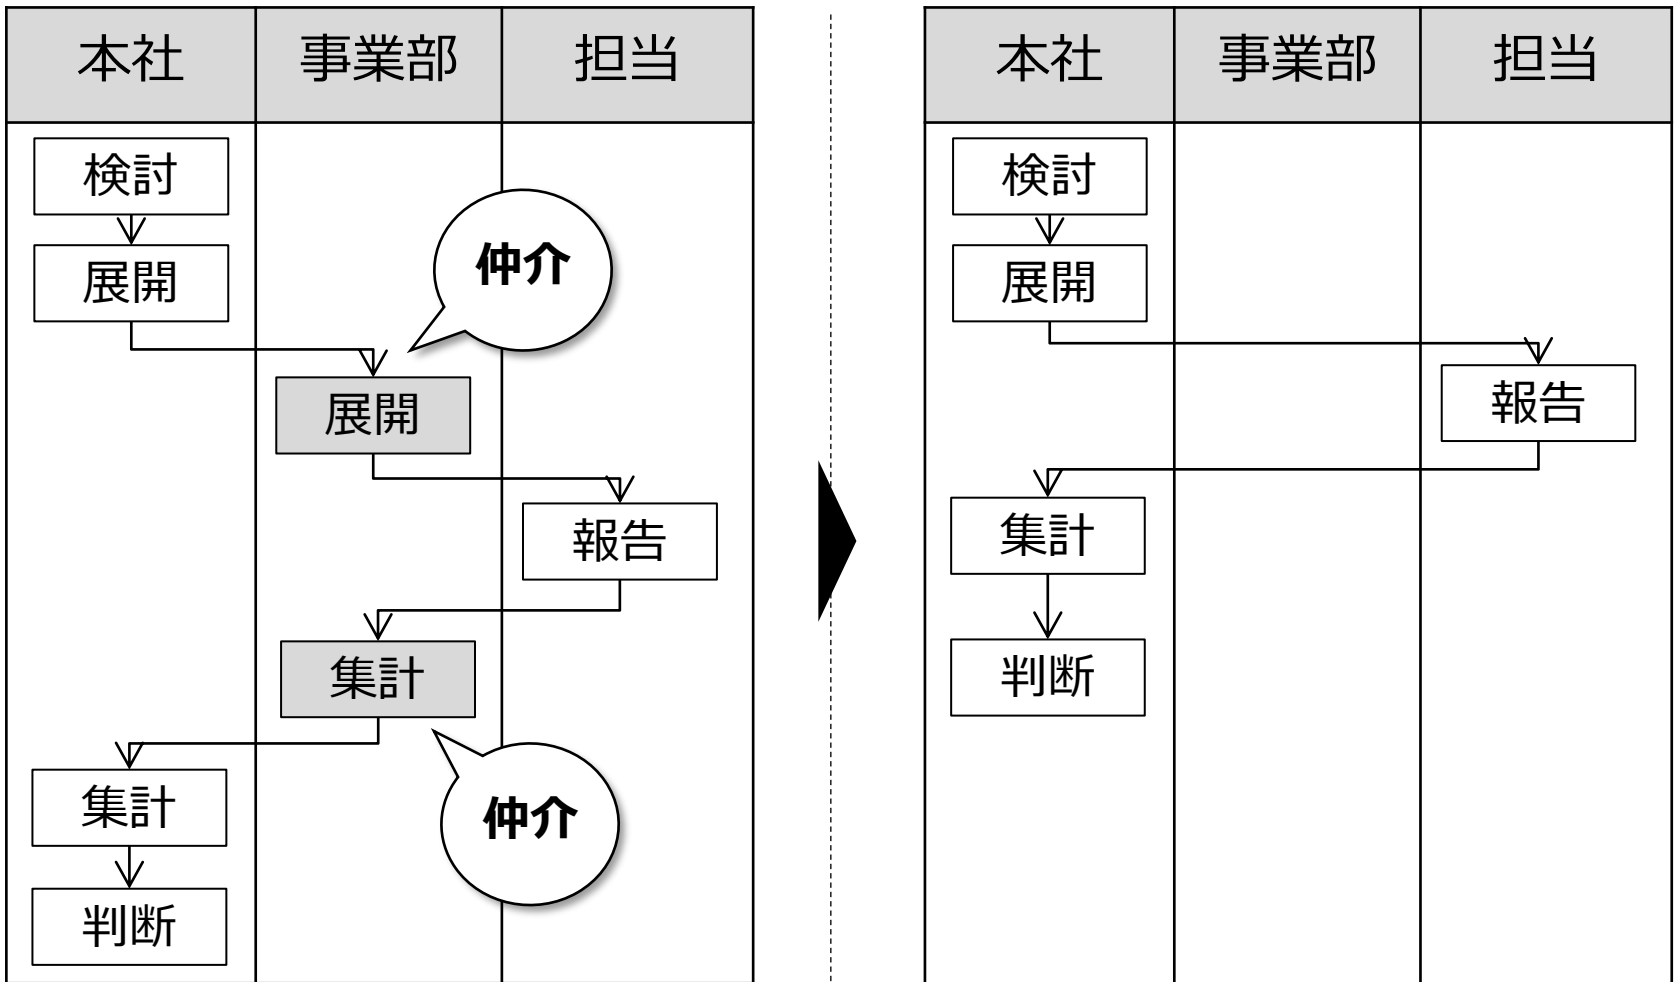 本社 事業部 担当
検討
展開
仲介
展開
報告
集計
仲介
集計
判断
本社 事業部 担当
検討
展開
報告
集計
判断